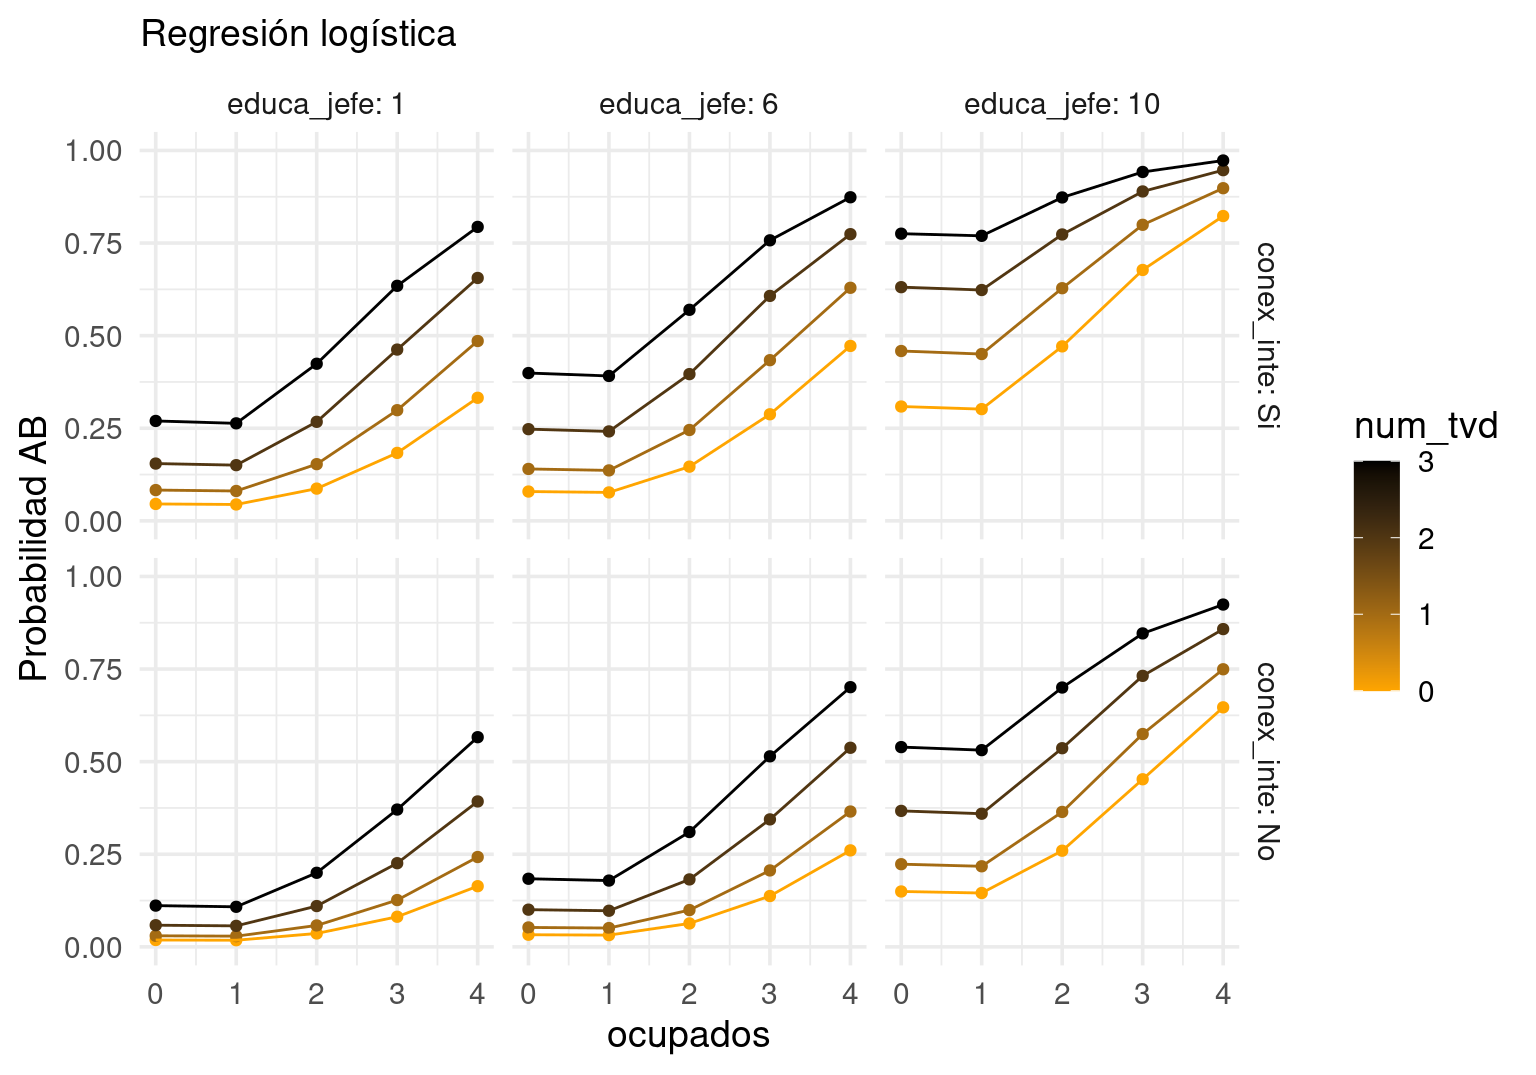 Regresión logística
educa_jefe: 1
educa_jefe: 6
educa_jefe: 10
1.00
0.75
0.50
0.25
0.00
conex_inte: Si
1.00
0.75
0.50
0.25
0.00
conex_inte: No
Probabilidad AB
0 1 2 3 4
0 1 2 3 4
0 1 2 3 4
ocupados
num_tvd
3
2
1
0